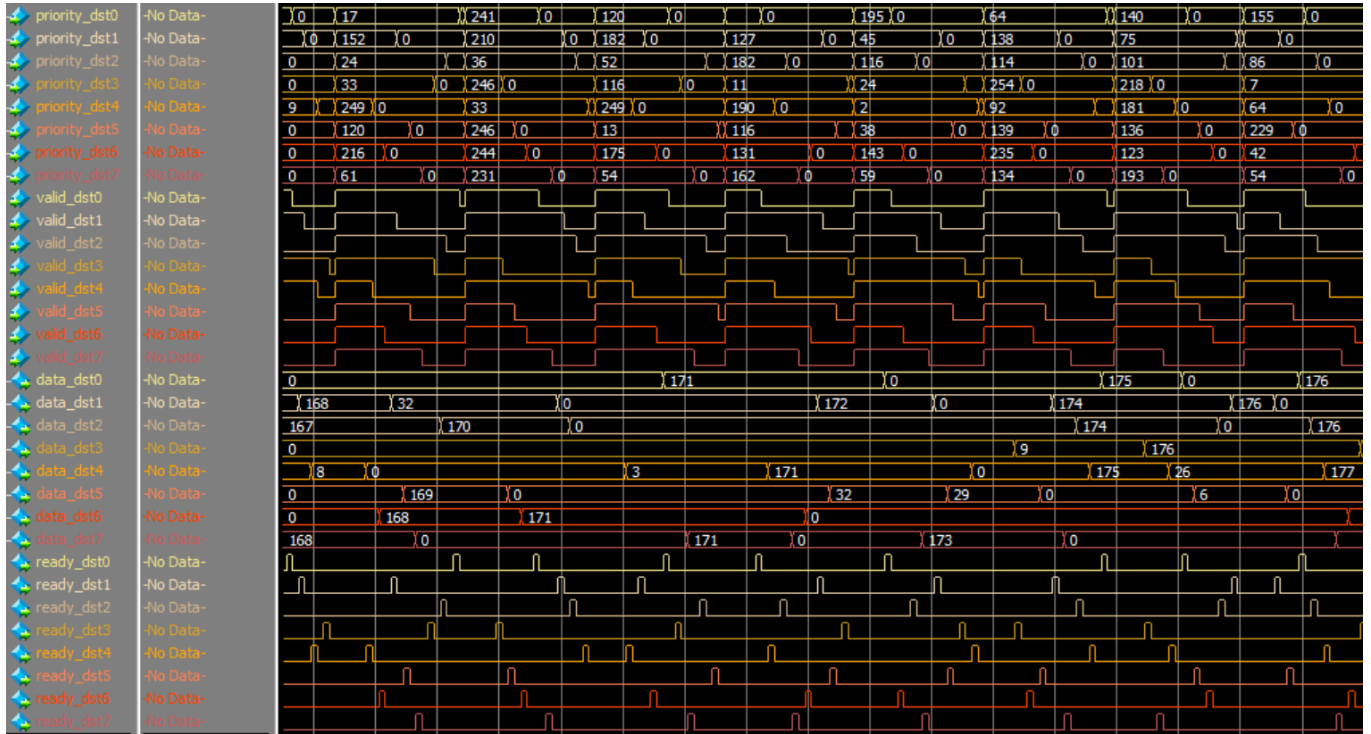 priority_dst0 -No Data- 0 17 241 0 120 0 0 195 0 64 140 0 155 0
priority_dst1 -No Data- 0 152 0 210 0 182 0 127 0 45 0 138 0 75 0
priority_dst2 -No Data- 0 24 36 52 182 0 116 0 114 0 101 86 0
priority_dst3 -No Data- 0 33 0 246 0 116 0 11 24 254 0 218 0 7
priority_dst4 -No Data- 9 249 0 33 249 0 190 0 2 92 181 0 64 0
priority_dst5 -No Data- 0 120 0 246 0 13 116 38 0 139 0 136 0 229 0
priority_dst6 -No Data- 0 216 0 244 0 175 0 131 0 143 0 235 0 123 0 42
priority_dst7 -No Data- 0 61 0 231 0 54 0 162 0 59 0 134 0 193 0 54 0
valid_dst0 -No Data-
valid_dst1 -No Data-
valid_dst2 -No Data-
valid_dst3 -No Data-
valid_dst4 -No Data-
valid_dst5 -No Data-
valid_dst6 -No Data-
valid_dst7 -No Data-
data_dst0 -No Data- 0 171 0 175 0 176
data_dst1 -No Data- 168 32 0 172 0 174 176 0
data_dst2 -No Data- 167 170 0 174 0 176
data_dst3 -No Data- 0 9 176
data_dst4 -No Data- 8 0 3 171 0 175 26 177
data_dst5 -No Data- 0 169 0 32 29 0 6 0
data_dst6 -No Data- 0 168 171 0
data_dst7 -No Data- 168 0 171 0 173 0
ready_dst0 -No Data-
ready_dst1 -No Data-
ready_dst2 -No Data-
ready_dst3 -No Data-
ready_dst4 -No Data-
ready_dst5 -No Data-
ready_dst6 -No Data-
ready_dst7 -No Data-